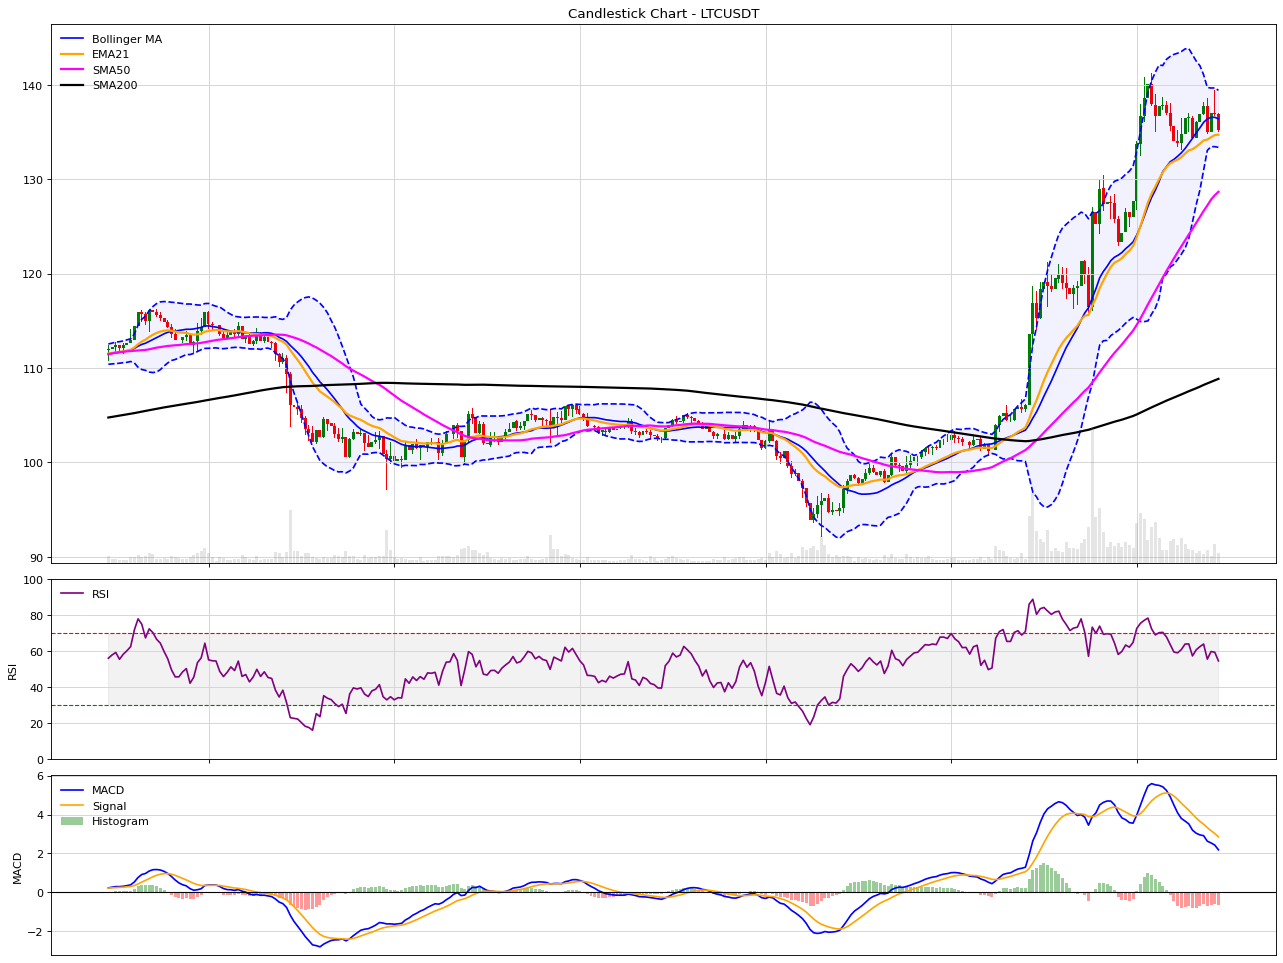 Candlestick Chart - LTCUSDT
Bollinger MA
EMA21
SMA50
SMA200
140
130
120
110
100
90
100
80
60
40
20
0
RSI
RSI
6
4
2
0
−2
MACD
MACD
Signal
Histogram